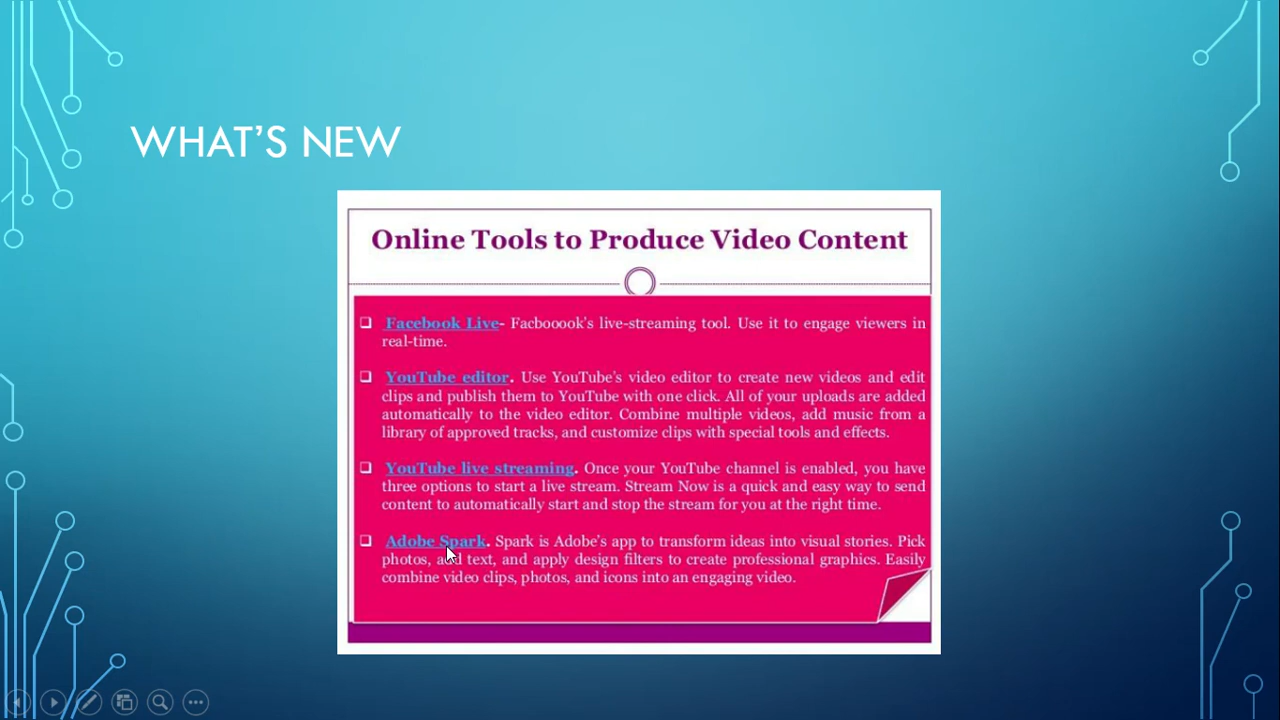 WHAT'S NEW
Online Tools to Produce Video Content
❑ Facebook Live- Facbooook's live-streaming tool. Use it to engage viewers in
real-time.
❑ YouTube editor. Use YouTube's video editor to create new videos and edit
clips and publish them to YouTube with one click. All of your uploads are added
automatically to the video editor. Combine multiple videos, add music from a
library of approved tracks, and customize clips with special tools and effects.
❑ YouTube live streaming. Once your YouTube channel is enabled, you have
three options to start a live stream. Stream Now is a quick and easy way to send
content to automatically start and stop the stream for you at the right time.
❑ Adobe Spark. Spark is Adobe's app to transform ideas into visual stories. Pick
photos, add text, and apply design filters to create professional graphics. Easily
combine video clips, photos, and icons into an engaging video.